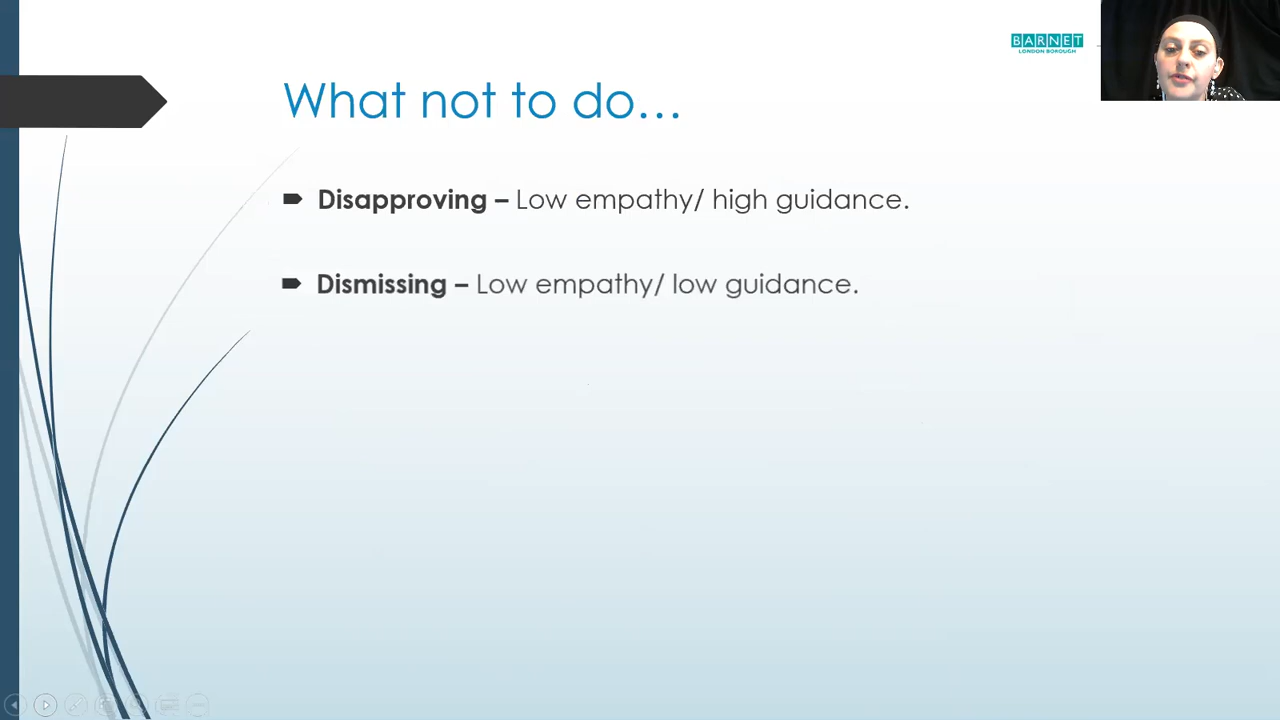 BARNET
LONDON BOROUGH
What not to do...
Disapproving – Low empathy/ high guidance.
Dismissing – Low empathy/ low guidance.